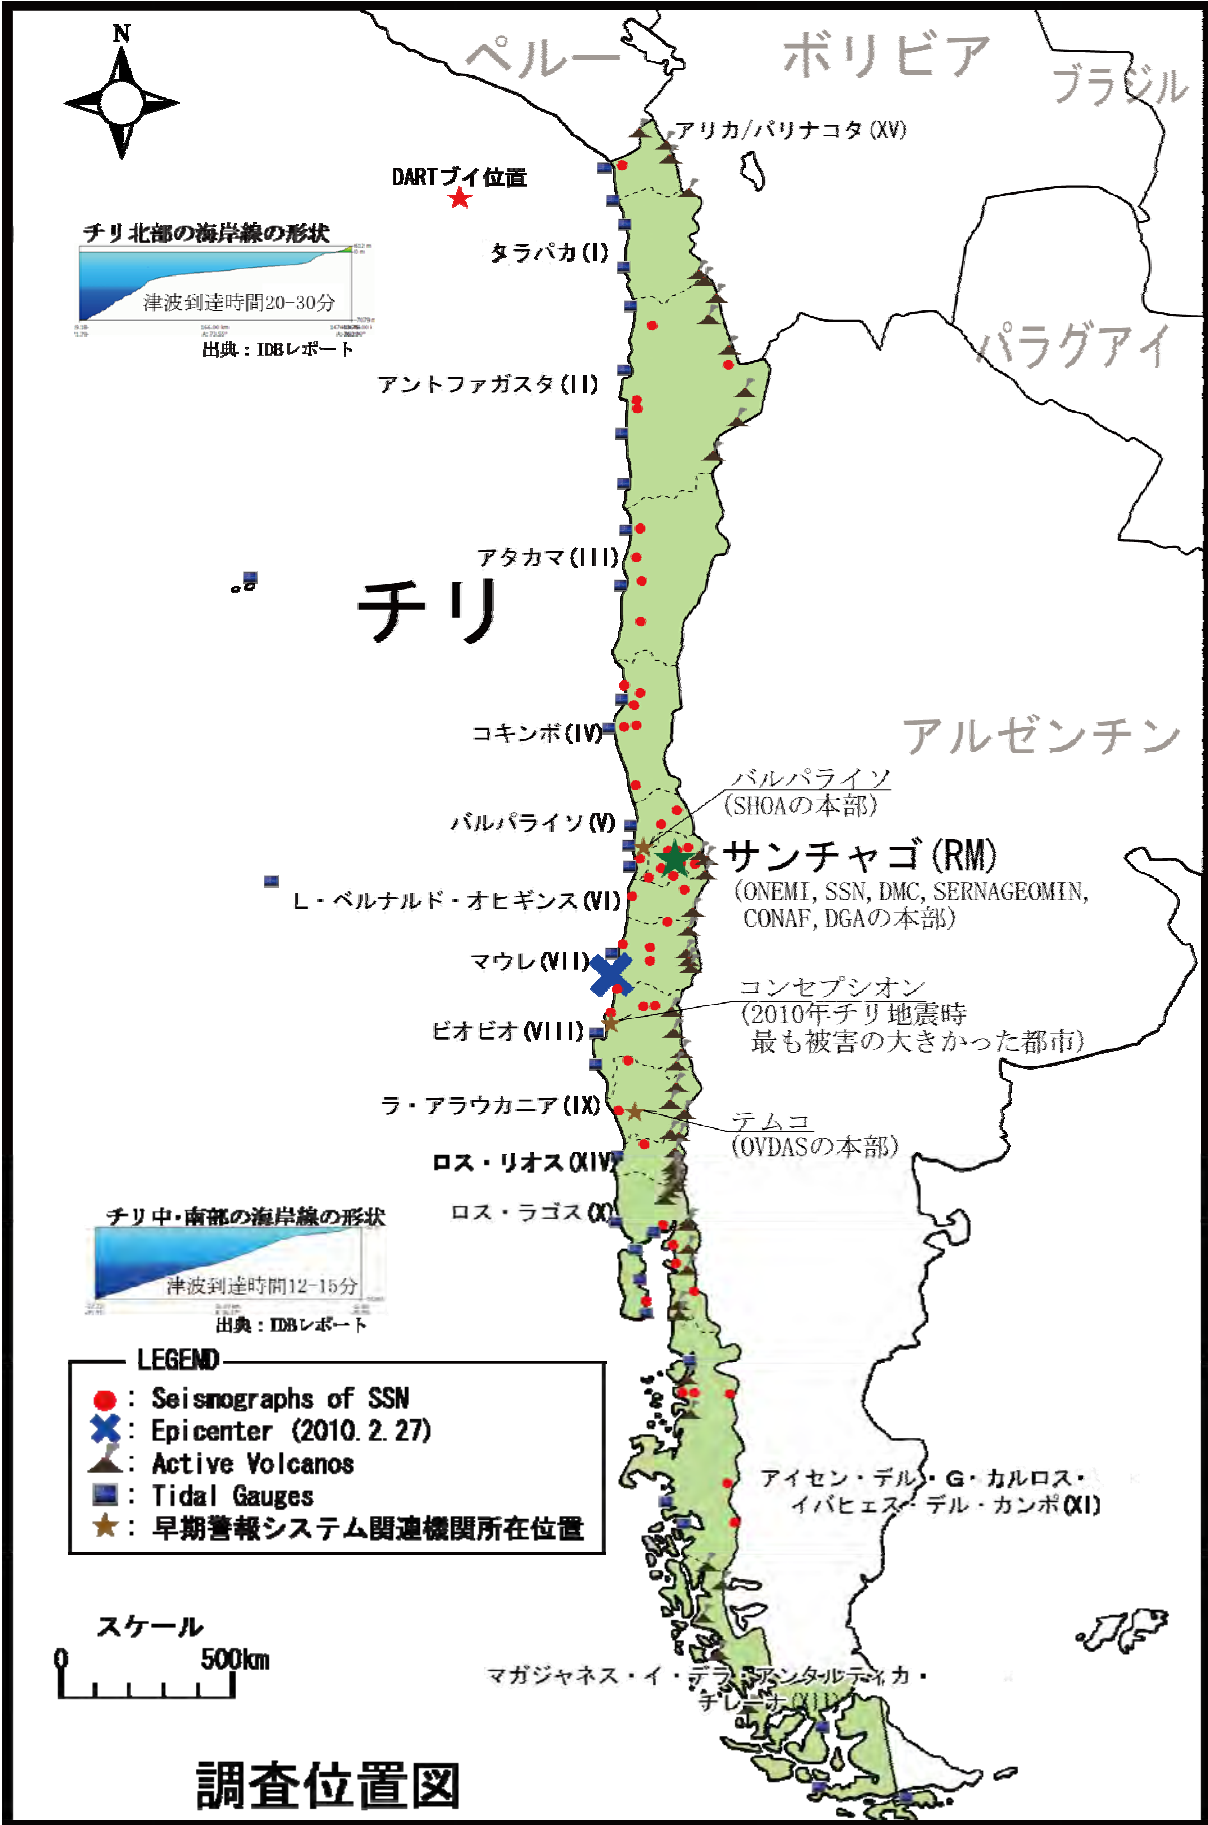 N
ペルー
ボリビア
ブラジル
アリカ/パリナコタ(XV)
DARTブイ位置
チリ北部の海岸線の形状
津波到達時間20-30分
出典：IDBレポート
タラパカ(I)
パラグアイ
アントファガスタ(II)
アタカマ(III)
チリ
コキンボ(IV)
アルゼンチン
バルパライソ
(SHOAの本部)
バルパライソ(V)
サンチャゴ(RM)
(ONEMI, SSN, DMC, SERNAGEOMIN,
CONAF, DGAの本部)
L・ベルナルド・オヒギンス(VI)
マウレ(VII)
コンセプシオン
(2010年チリ地震時
最も被害の大きかった都市)
ビオビオ(VIII)
ラ・アラウカニア(IX)
テムコ
(OVDASの本部)
ロス・リオス(XIV)
ロス・ラゴス(X)
チリ中・南部の海岸線の形状
津波到達時間12-15分
出典：IDBレポート
LEGEND
: Seismographs of SSN
: Epicenter (2010.2.27)
: Active Volcanos
: Tidal Gauges
: 早期警報システム関連機関所在位置
アイセン・デル・G・カルロス・
イバヒェス・デル・カンポ(XI)
スケール
0 500km
マガジャネス・イ・デラ・アンタルティカ・
チレーナ(XII)
調査位置図